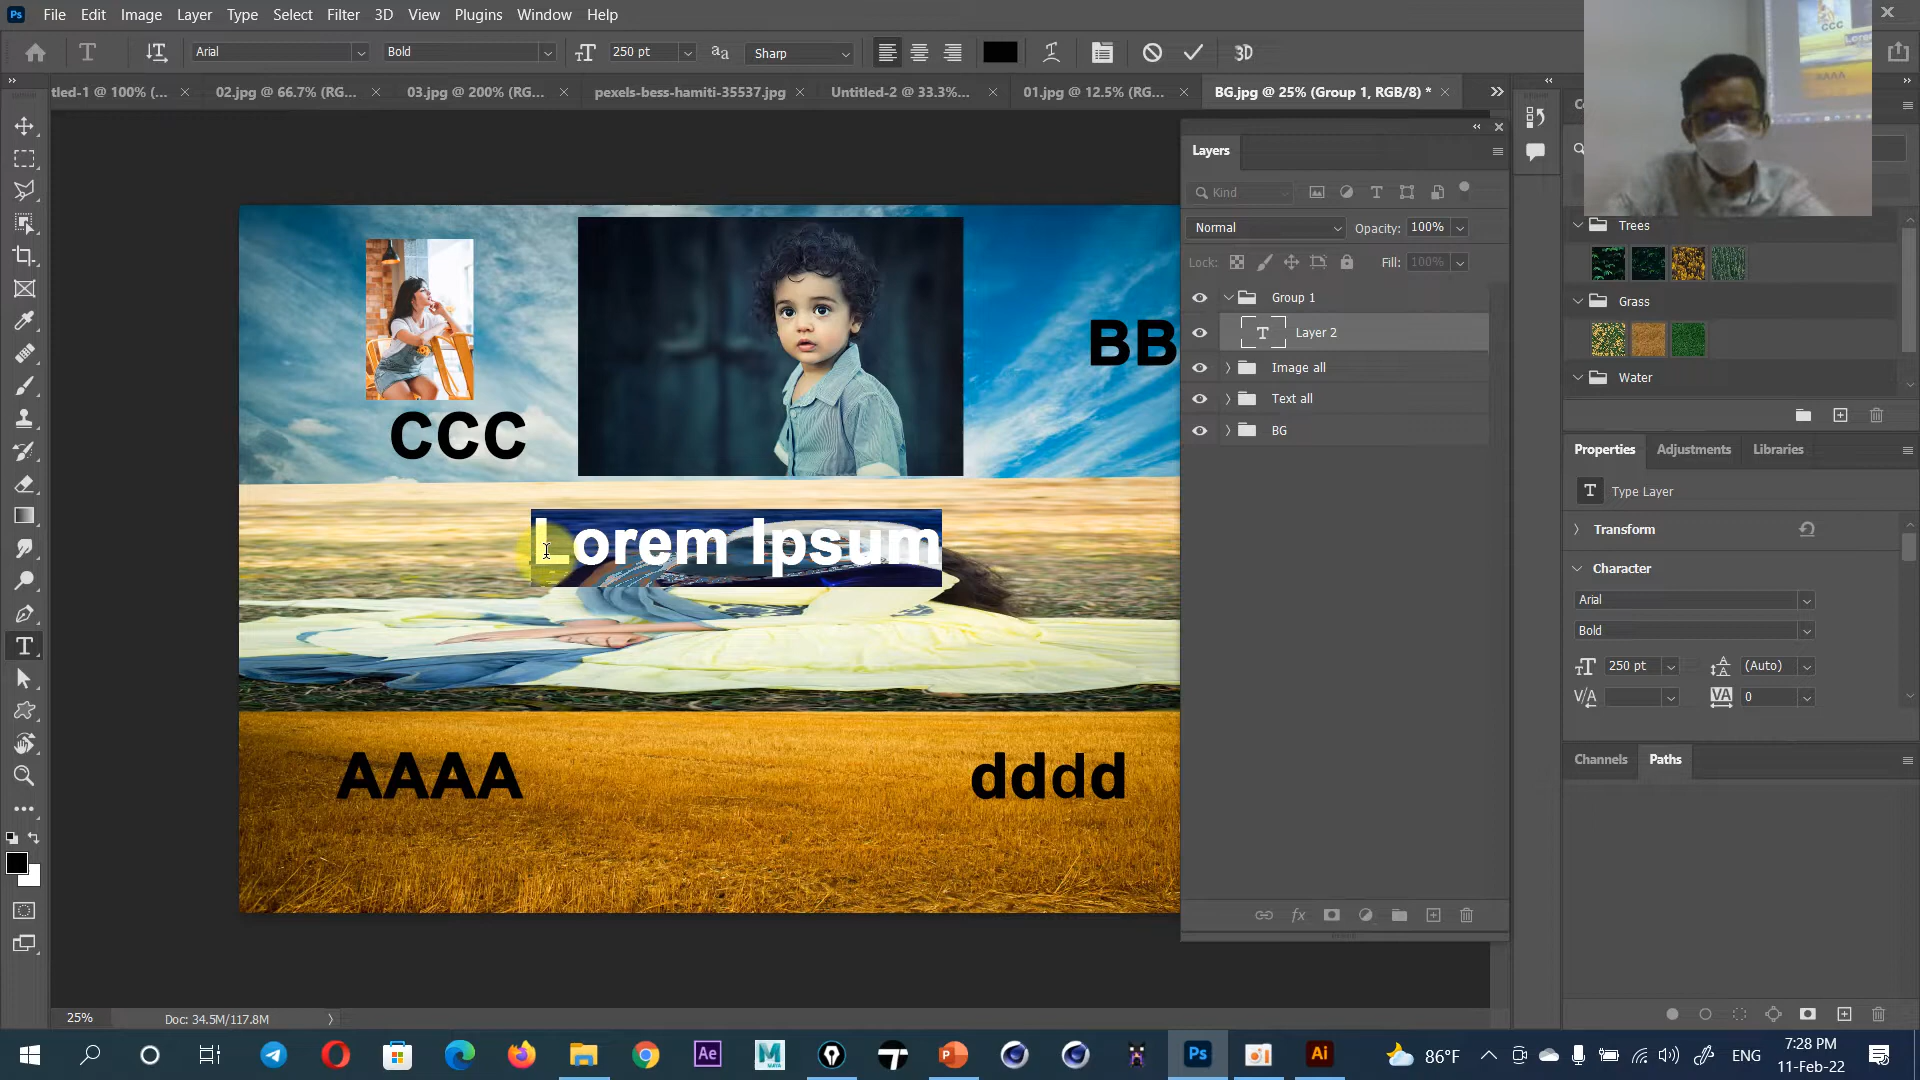 File Edit Image Layer Type Select Filter 3D View Plugins Window Help
Arial Bold 250 pt Sharp 3D
tled-1 @ 100% (... 02.jpg @ 66.7% (RG... 03.jpg @ 200% (RG... pexels-bess-hamiti-35537.jpg Untitled-2 @ 33.3%... 01.jpg @ 12.5% (RG... BG.jpg @ 25% (Group 1, RGB/8) *
Layers
Kind
Normal Opacity: 100%
Lock: Fill: 100%
Group 1
Layer 2
Image all
Text all
BG
CCC
BB
Lorem Ipsum
AAAA
dddd
Trees
Grass
Water
Properties Adjustments Libraries
Type Layer
Transform
Character
Arial
Bold
250 pt (Auto)
V/A VA 0
Channels Paths
25% Doc: 34.5M/117.8M
Ae MAYA Ps Ai 86°F ENG
7:28 PM
11-Feb-22